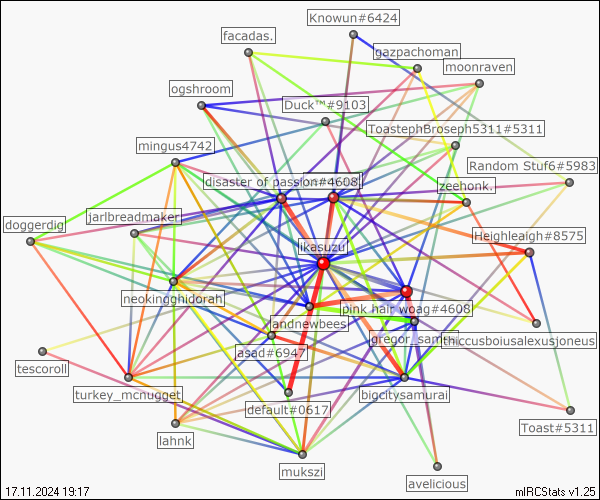 Knowun#6424
facadas.
gazpachoman
moonraven
ogshroom
Duck™#9103
ToastephBroseph5311#5311
mingus4742
Random Stuf6#5983
disaster of passion#4608
zeehonk.
doggerdig
jarlbreadmaker
Heighleaigh#8575
likasuzu
neokingghidorah
pink hair woag#4608
andnewbees
gregor_samsa
thiccusboiusalexusjoneus
asad#6947
tescoroll
turkey_mcnugget
bigcitysamurai
default#0617
Toast#5311
lahnk
mukszi
avelicious
17.11.2024 19:17
mIRCStats v1.25